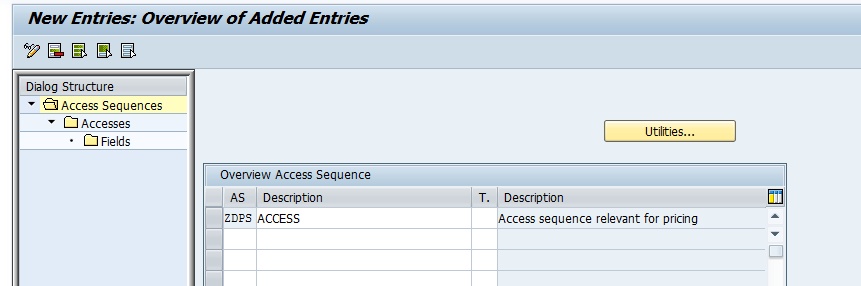 New Entries: Overview of Added Entries
Dialog Structure
Access Sequences
Accesses
Fields
Utilities...
Overview Access Sequence
AS Description T. Description
ZDPS ACCESS Access sequence relevant for pricing